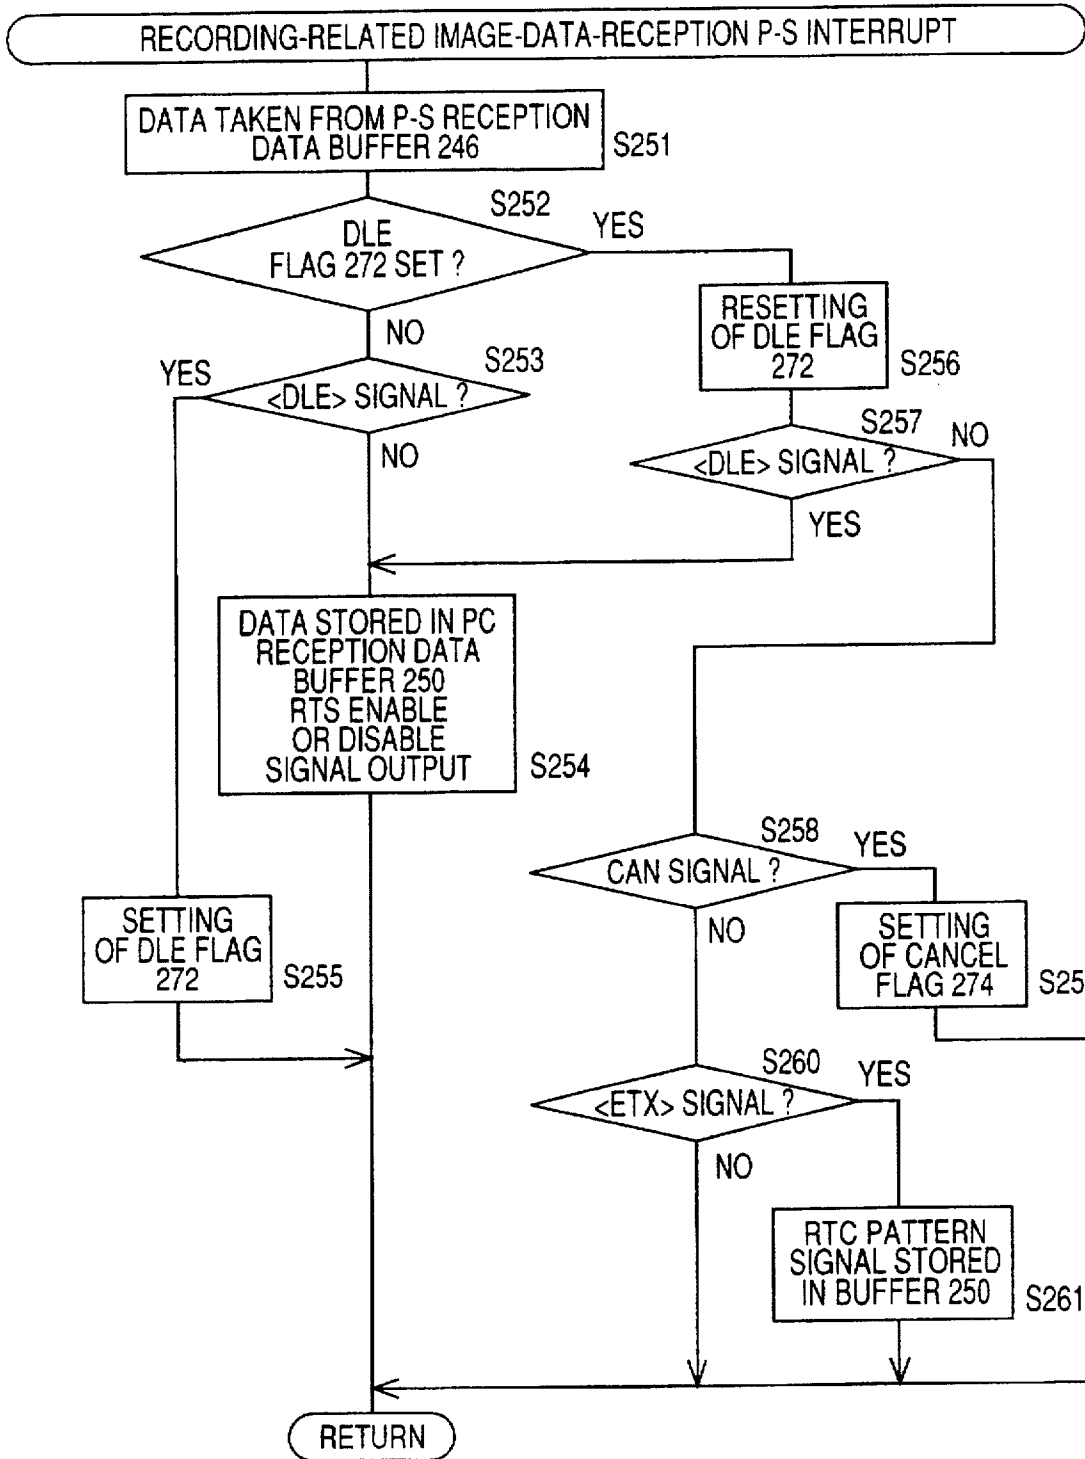 RECORDING-RELATED IMAGE-DATA-RECEPTION P-S INTERRUPT
DATA TAKEN FROM P-S RECEPTION
DATA BUFFER 246
S251
S252
DLE
FLAG 272 SET ?
YES
NO
RESETTING
OF DLE FLAG
272
S256
S253
YES
<DLE> SIGNAL ?
NO
S257
NO
<DLE> SIGNAL ?
YES
DATA STORED IN PC
RECEPTION DATA
BUFFER 250
RTS ENABLE
OR DISABLE
SIGNAL OUTPUT
S254
S258
YES
CAN SIGNAL ?
NO
SETTING
OF DLE FLAG
272
S255
SETTING
OF CANCEL
FLAG 274
S25
S260
YES
<ETX> SIGNAL ?
NO
RTC PATTERN
SIGNAL STORED
IN BUFFER 250
S261
RETURN